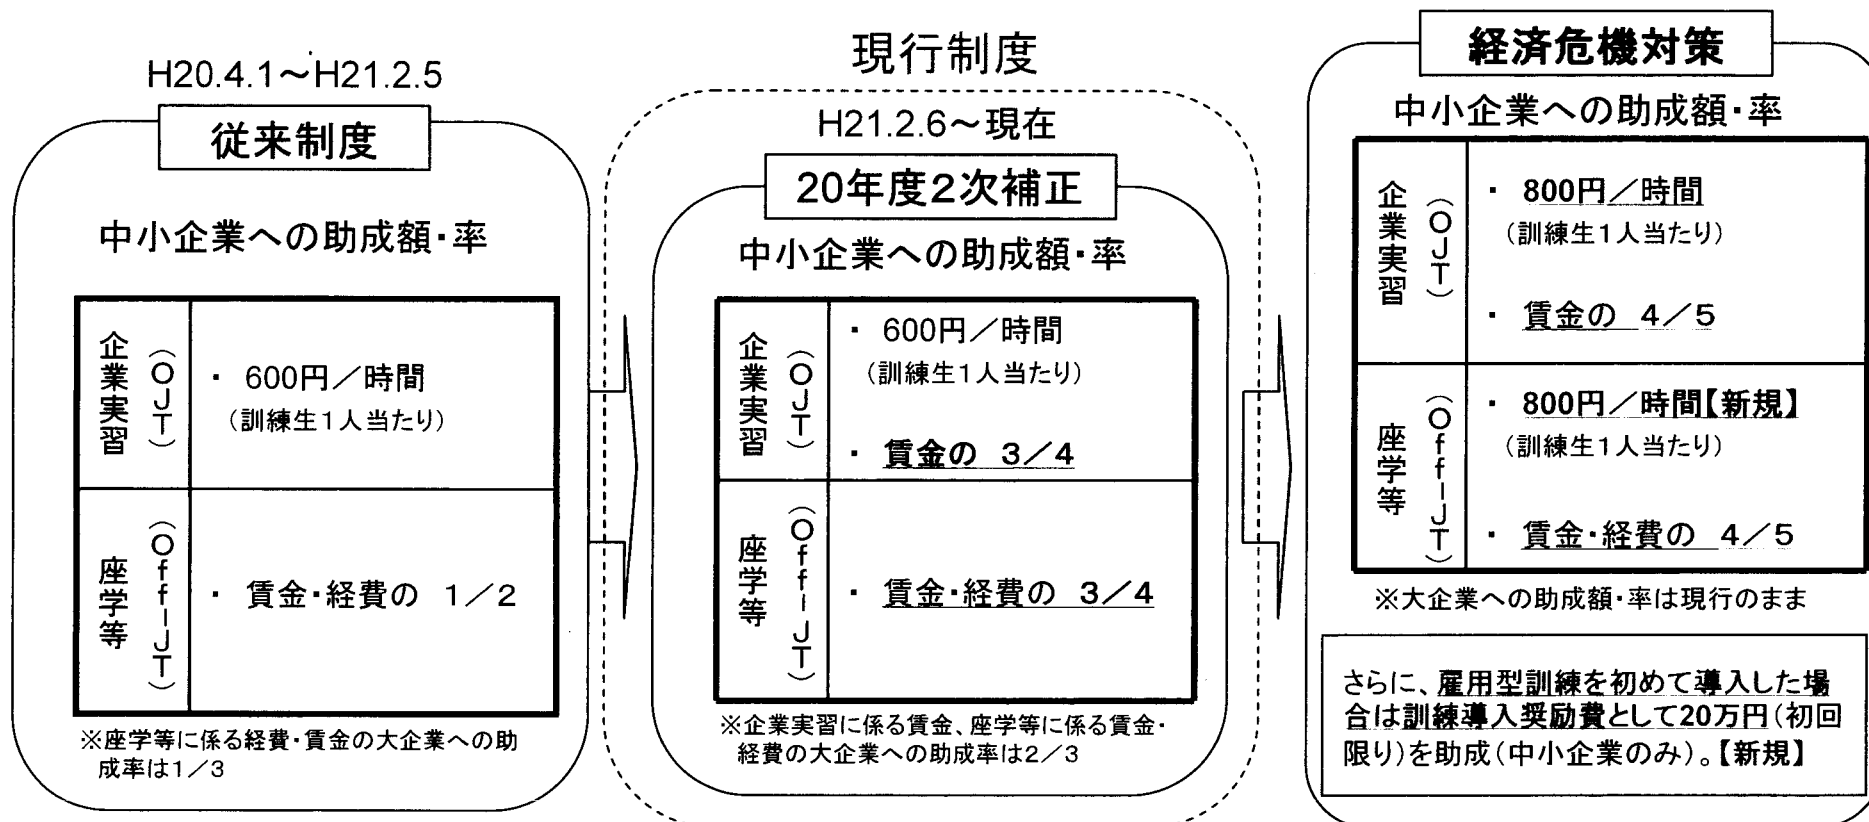 H20.4.1～H21.2.5
従来制度
中小企業への助成額・率
企業実習
（OJT）
・ 600円／時間
（訓練生1人当たり）
座学等
（Off-JT）
・ 賃金・経費の 1／2
※座学等に係る経費・賃金の大企業への助
成率は1／3
現行制度
H21.2.6～現在
20年度2次補正
中小企業への助成額・率
企業実習
（OJT）
・ 600円／時間
（訓練生1人当たり）
・ 賃金の 3／4
座学等
（Off-JT）
・ 賃金・経費の 3／4
※企業実習に係る賃金、座学等に係る賃金・
経費の大企業への助成率は2／3
経済危機対策
中小企業への助成額・率
企業実習
（OJT）
・ 800円／時間
（訓練生1人当たり）
・ 賃金の 4／5
座学等
（Off-JT）
・ 800円／時間【新規】
（訓練生1人当たり）
・ 賃金・経費の 4／5
※大企業への助成額・率は現行のまま
さらに、雇用型訓練を初めて導入した場
合は訓練導入奨励費として20万円（初回
限り）を助成（中小企業のみ）。【新規】